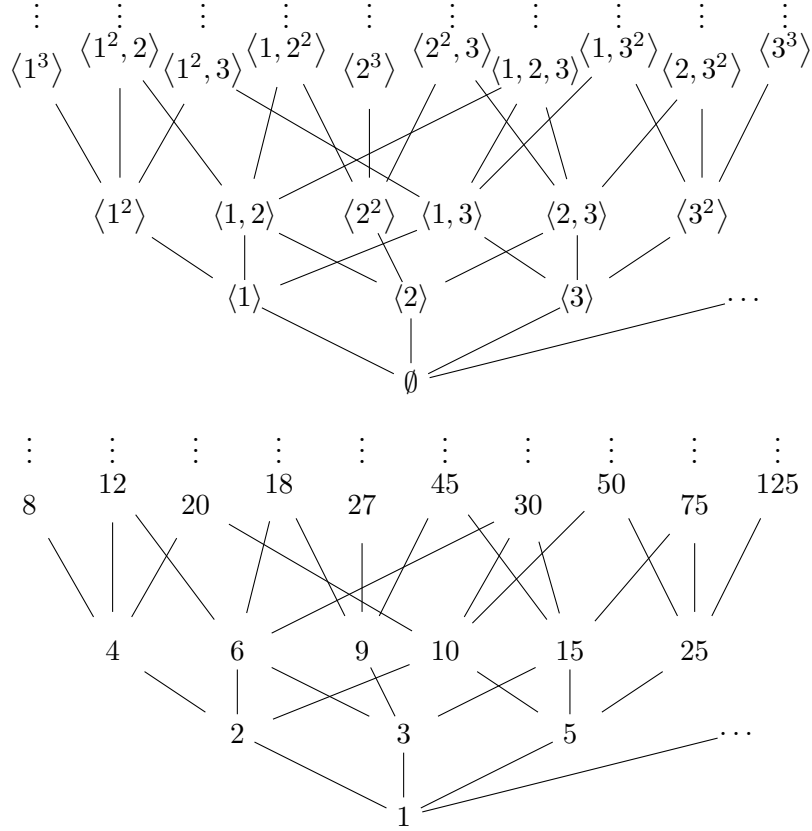 ⋮ ⋮ ⋮ ⋮ ⋮ ⋮ ⋮ ⋮ ⋮ ⋮
⟨1³⟩ ⟨1², 2⟩ ⟨1², 3⟩ ⟨1, 2²⟩ ⟨2³⟩ ⟨2², 3⟩ ⟨1, 2, 3⟩ ⟨1, 3²⟩ ⟨2, 3²⟩ ⟨3³⟩
⟨1²⟩ ⟨1, 2⟩ ⟨2²⟩ ⟨1, 3⟩ ⟨2, 3⟩ ⟨3²⟩
⟨1⟩ ⟨2⟩ ⟨3⟩ ⋯
∅
⋮ ⋮ ⋮ ⋮ ⋮ ⋮ ⋮ ⋮ ⋮ ⋮
8 12 20 18 27 45 30 50 75 125
4 6 9 10 15 25
2 3 5 ⋯
1